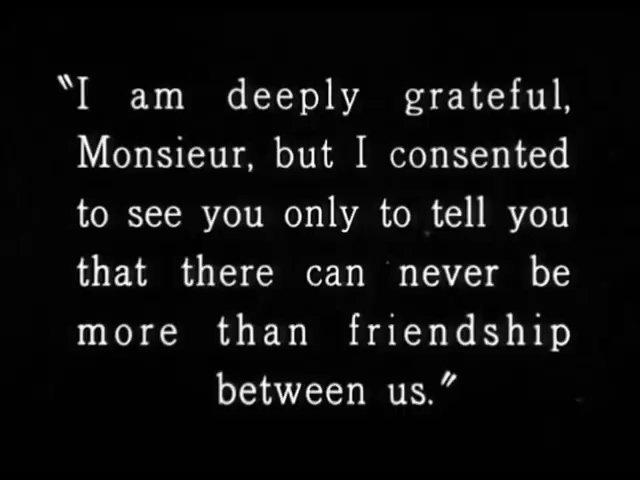 "I am deeply grateful,
Monsieur, but I consented
to see you only to tell you
that there can never be
more than friendship
between us."